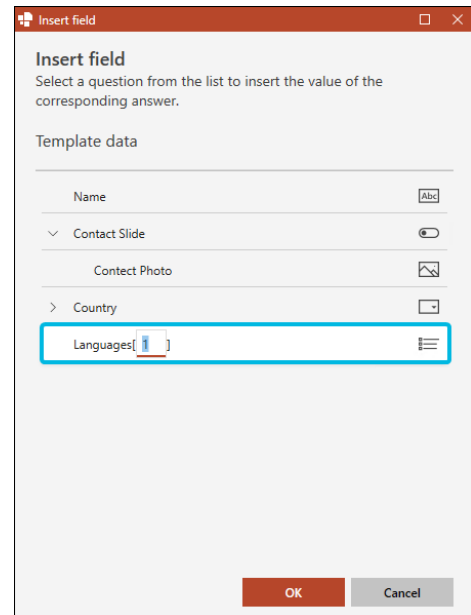 Insert field
Insert field
Select a question from the list to insert the value of the
corresponding answer.
Template data
Name Abc
Contact Slide
Contect Photo
Country
Languages[ 1 ]
OK Cancel